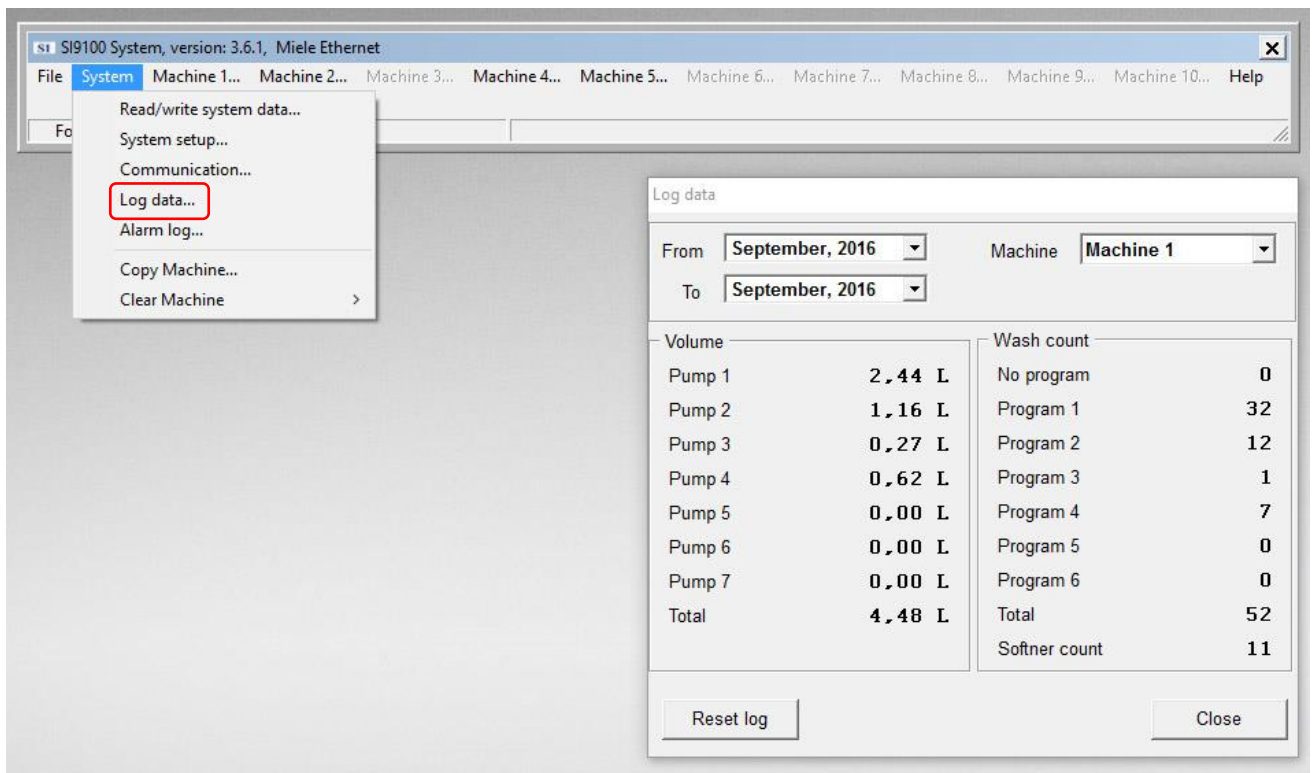 SI SI9100 System, version: 3.6.1, Miele Ethernet
File System Machine 1... Machine 2... Machine 3... Machine 4... Machine 5... Machine 6... Machine 7... Machine 8... Machine 9... Machine 10... Help
Fo
Read/write system data...
System setup...
Communication...
Log data...
Alarm log...
Copy Machine...
Clear Machine
Log data
From September, 2016 Machine Machine 1
To September, 2016
Volume
Pump 1 2,44 L
Pump 2 1,16 L
Pump 3 0,27 L
Pump 4 0,62 L
Pump 5 0,00 L
Pump 6 0,00 L
Pump 7 0,00 L
Total 4,48 L
Wash count
No program 0
Program 1 32
Program 2 12
Program 3 1
Program 4 7
Program 5 0
Program 6 0
Total 52
Softner count 11
Reset log Close